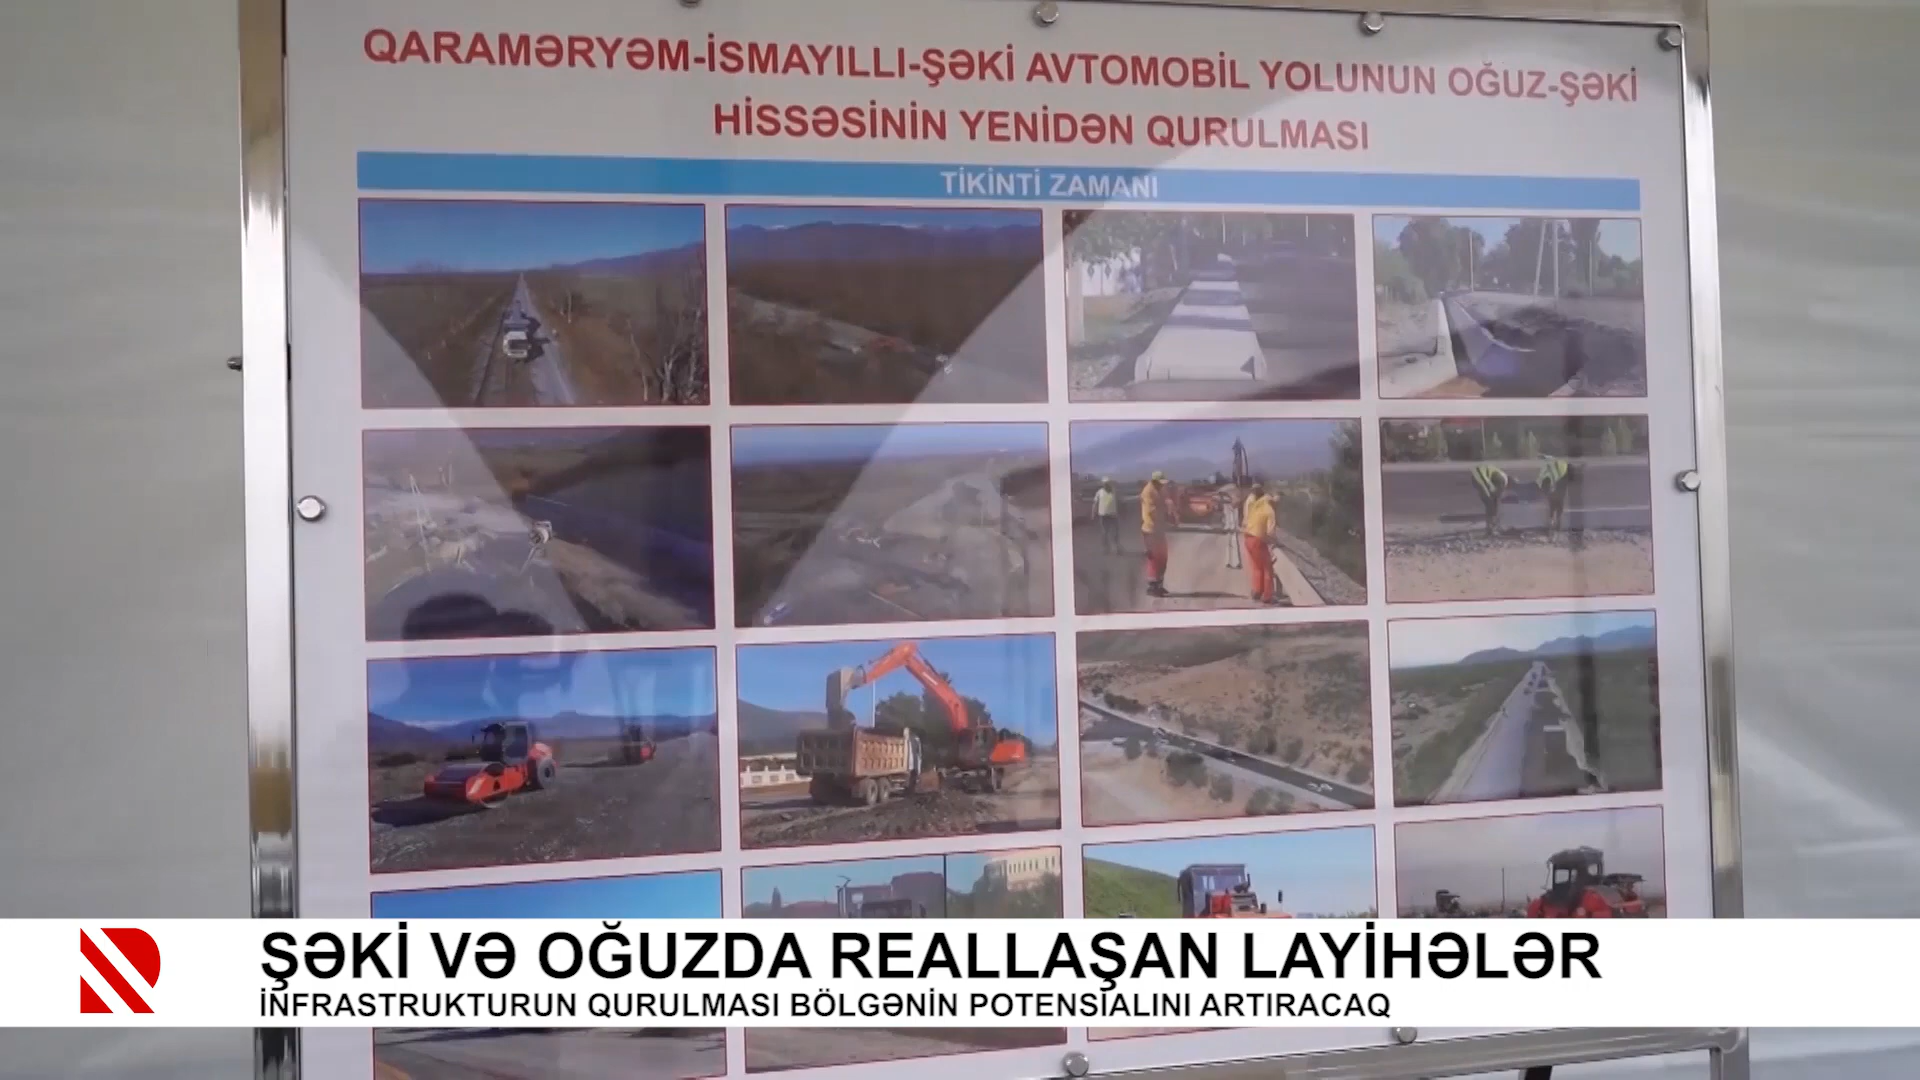 QARAMƏRYƏM-İSMAYILLI-ŞƏKİ AVTOMOBİL YOLUNUN OĞUZ-ŞƏKİ
HİSSƏSİNİN YENİDƏN QURULMASI
TİKİNTİ ZAMANI
ŞƏKİ VƏ OĞUZDA REALLAŞAN LAYİHƏLƏR
İNFRASTRUKTURUN QURULMASI BÖLGƏNİN POTENSİALINI ARTIRACAQ